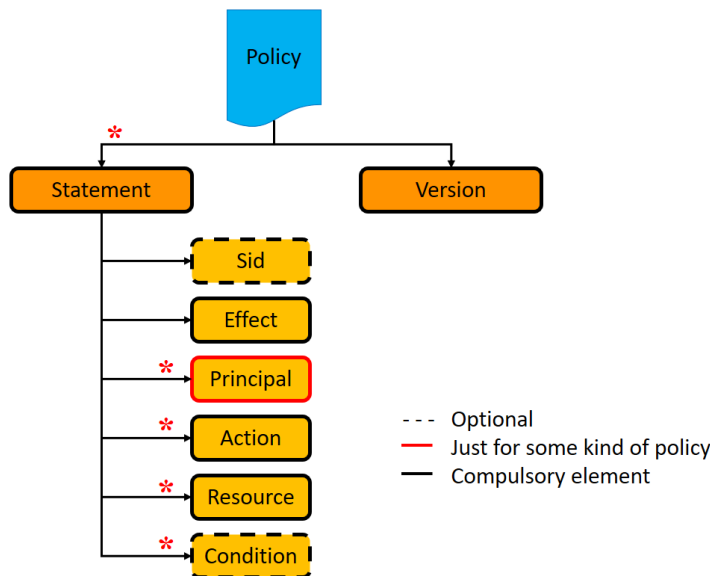 Policy
*
Statement
Version
Sid
Effect
* Principal
* Action
* Resource
* Condition
--- Optional
Just for some kind of policy
Compulsory element